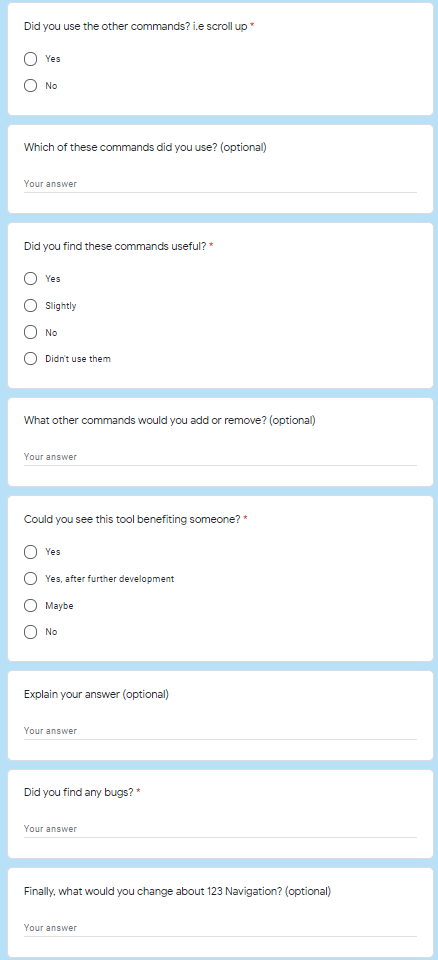 Did you use the other commands? i.e scroll up *
Yes
No
Which of these commands did you use? (optional)
Your answer
Did you find these commands useful? *
Yes
Slightly
No
Didn't use them
What other commands would you add or remove? (optional)
Your answer
Could you see this tool benefiting someone? *
Yes
Yes, after further development
Maybe
No
Explain your answer (optional)
Your answer
Did you find any bugs? *
Your answer
Finally, what would you change about 123 Navigation? (optional)
Your answer